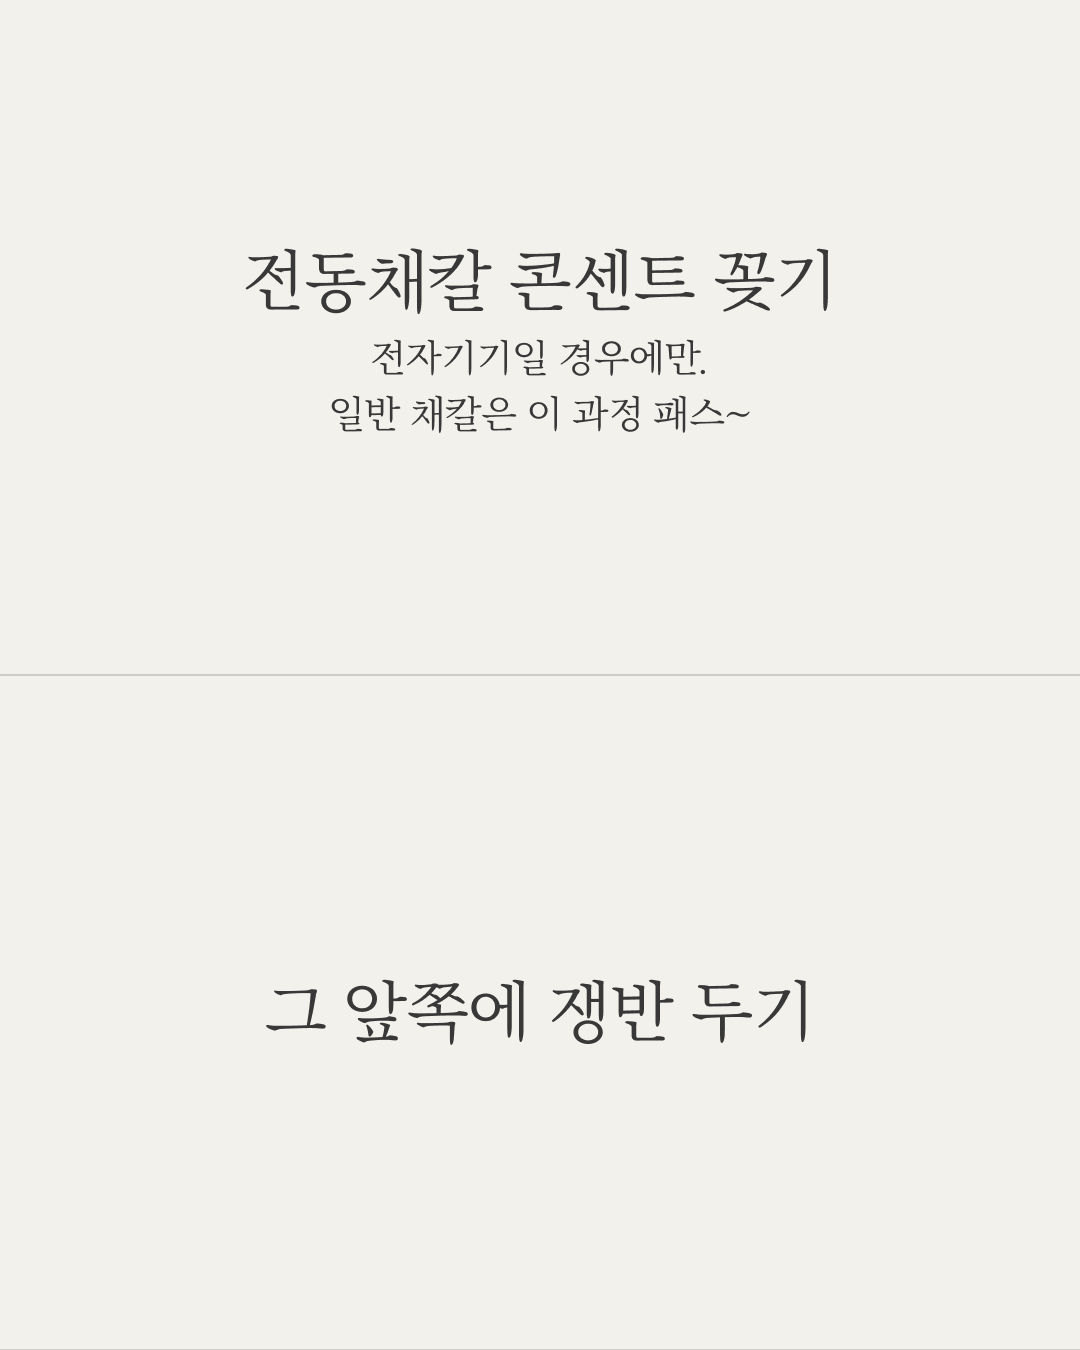 전동채칼 콘센트 꽂기
전자기기일 경우에만.
일반 채칼은 이 과정 패스~
그 앞쪽에 쟁반 두기